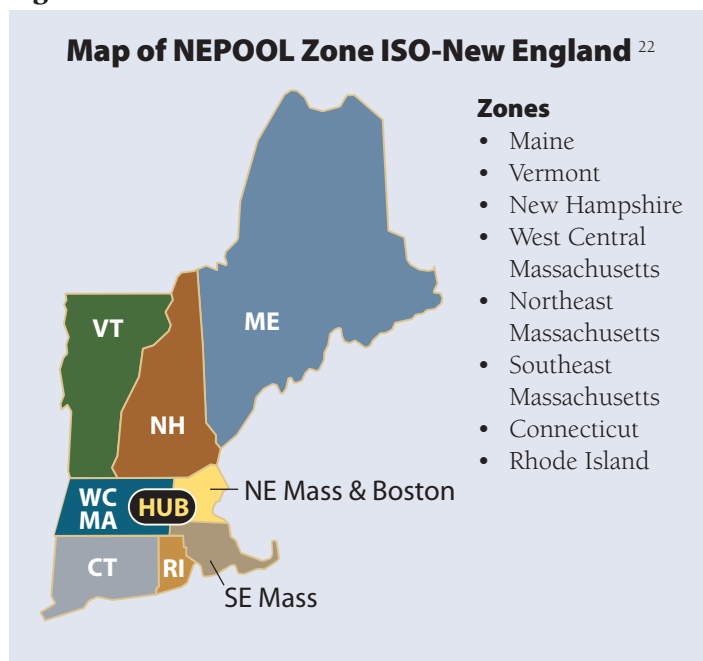 Map of NEPOOL Zone ISO-New England 22
Zones
• Maine
• Vermont
• New Hampshire
• West Central
Massachusetts
• Northeast
Massachusetts
• Southeast
Massachusetts
• Connecticut
• Rhode Island
VT
ME
NH
WC
MA
HUB
NE Mass & Boston
CT
RI
SE Mass